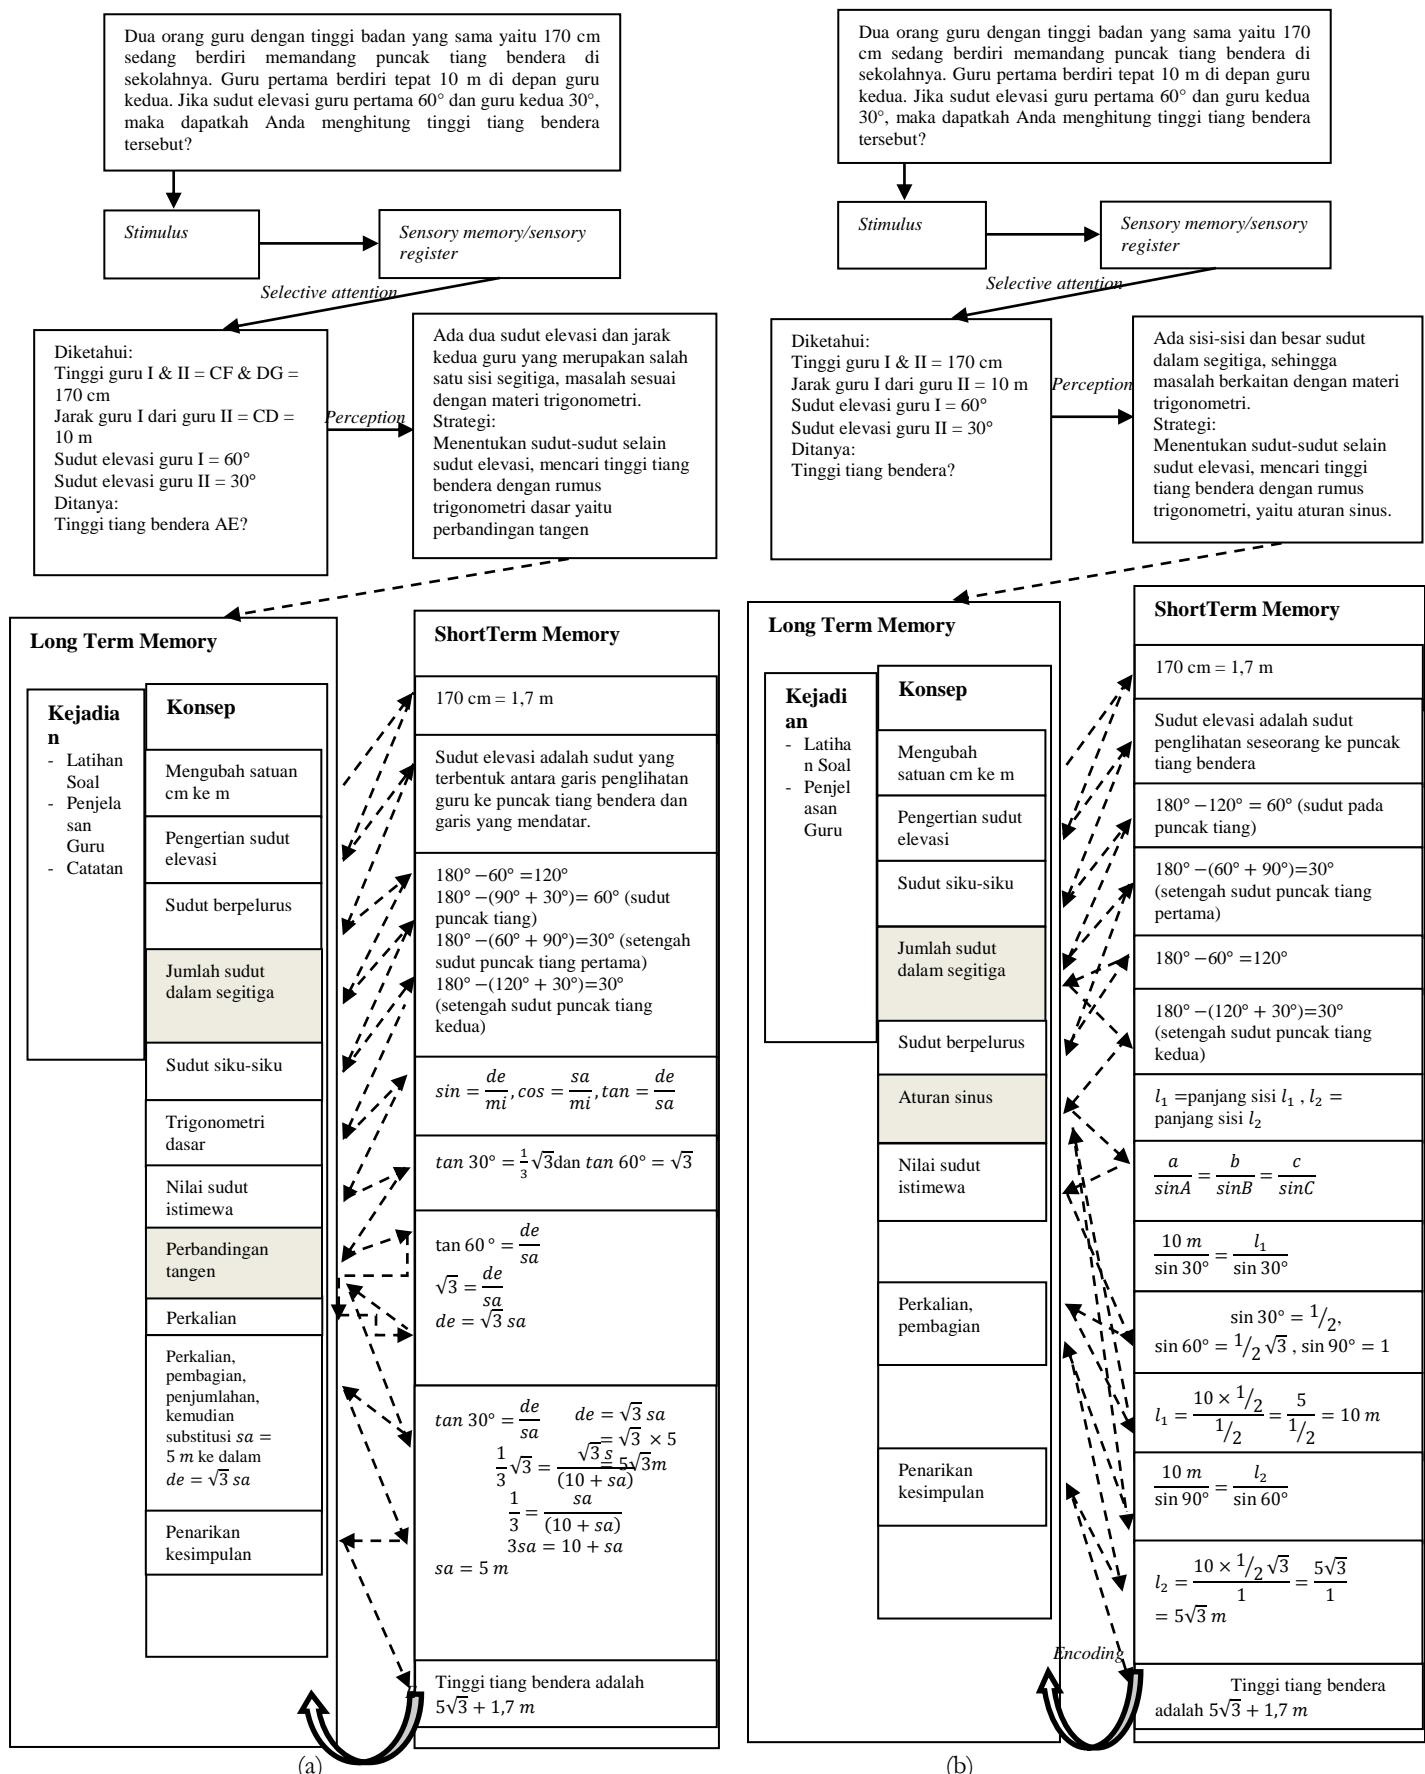 Dua orang guru dengan tinggi badan yang sama yaitu 170 cm
sedang berdiri memandang puncak tiang bendera di
sekolahnya. Guru pertama berdiri tepat 10 m di depan guru
kedua. Jika sudut elevasi guru pertama 60° dan guru kedua 30°,
maka dapatkah Anda menghitung tinggi tiang bendera
tersebut?
Stimulus
Sensory memory/sensory
register
Selective attention
Diketahui:
Tinggi guru I & II = CF & DG =
170 cm
Jarak guru I dari guru II = CD =
10 m
Sudut elevasi guru I = 60°
Sudut elevasi guru II = 30°
Ditanya:
Tinggi tiang bendera AE?
Perception
Ada dua sudut elevasi dan jarak
kedua guru yang merupakan salah
satu sisi segitiga, masalah sesuai
dengan materi trigonometri.
Strategi:
Menentukan sudut-sudut selain
sudut elevasi, mencari tinggi tiang
bendera dengan rumus
trigonometri dasar yaitu
perbandingan tangen
Long Term Memory
Kejadia
n
- Latihan
Soal
- Penjela
san
Guru
- Catatan
Konsep
Mengubah satuan
cm ke m
Pengertian sudut
elevasi
Sudut berpelurus
Jumlah sudut
dalam segitiga
Sudut siku-siku
Trigonometri
dasar
Nilai sudut
istimewa
Perbandingan
tangen
Perkalian
Perkalian,
pembagian,
penjumlahan,
kemudian
substitusi sa =
5 m ke dalam
de = √3 sa
Penarikan
kesimpulan
ShortTerm Memory
170 cm = 1,7 m
Sudut elevasi adalah sudut yang
terbentuk antara garis penglihatan
guru ke puncak tiang bendera dan
garis yang mendatar.
180° −60° =120°
180° −(90° + 30°)= 60° (sudut
puncak tiang)
180° −(60° + 90°)=30° (setengah
sudut puncak tiang pertama)
180° −(120° + 30°)=30°
(setengah sudut puncak tiang
kedua)
sin = de/mi, cos = sa/mi, tan = de/sa
tan 30° = 1/3 √3dan tan 60° = √3
tan 60 ° = de/sa
√3 = de/sa
de = √3 sa
tan 30° = de/sa
1/3 √3 = √3 s/(10 + sa)
1/3 = sa/(10 + sa)
3sa = 10 + sa
sa = 5 m
de = √3 sa
= √3 × 5
= 5√3m
Tinggi tiang bendera adalah
5√3 + 1,7 m
(a)
Dua orang guru dengan tinggi badan yang sama yaitu 170
cm sedang berdiri memandang puncak tiang bendera di
sekolahnya. Guru pertama berdiri tepat 10 m di depan guru
kedua. Jika sudut elevasi guru pertama 60° dan guru kedua
30°, maka dapatkah Anda menghitung tinggi tiang bendera
tersebut?
Stimulus
Sensory memory/sensory
register
Selective attention
Diketahui:
Tinggi guru I & II = 170 cm
Jarak guru I dari guru II = 10 m
Sudut elevasi guru I = 60°
Sudut elevasi guru II = 30°
Ditanya:
Tinggi tiang bendera?
Perception
Ada sisi-sisi dan besar sudut
dalam segitiga, sehingga
masalah berkaitan dengan materi
trigonometri.
Strategi:
Menentukan sudut-sudut selain
sudut elevasi, mencari tinggi
tiang bendera dengan rumus
trigonometri, yaitu aturan sinus.
Long Term Memory
Kejadi
an
- Latiha
n Soal
- Penjel
asan
Guru
Konsep
Mengubah
satuan cm ke m
Pengertian sudut
elevasi
Sudut siku-siku
Jumlah sudut
dalam segitiga
Sudut berpelurus
Aturan sinus
Nilai sudut
istimewa
Perkalian,
pembagian
Penarikan
kesimpulan
ShortTerm Memory
170 cm = 1,7 m
Sudut elevasi adalah sudut
penglihatan seseorang ke puncak
tiang bendera
180° −120° = 60° (sudut pada
puncak tiang)
180° −(60° + 90°)=30°
(setengah sudut puncak tiang
pertama)
180° −60° =120°
180° −(120° + 30°)=30°
(setengah sudut puncak tiang
kedua)
l₁ =panjang sisi l₁ , l₂ =
panjang sisi l₂
a/sinA = b/sinB = c/sinC
10 m/sin 30° = l₁/sin 30°
sin 30° = 1/2,
sin 60° = 1/2 √3 , sin 90° = 1
l₁ = (10 × 1/2)/(1/2) = 5/(1/2) = 10 m
10 m/sin 90° = l₂/sin 60°
l₂ = (10 × 1/2 √3)/1 = 5√3/1
= 5√3 m
Encoding
Tinggi tiang bendera
adalah 5√3 + 1,7 m
(b)